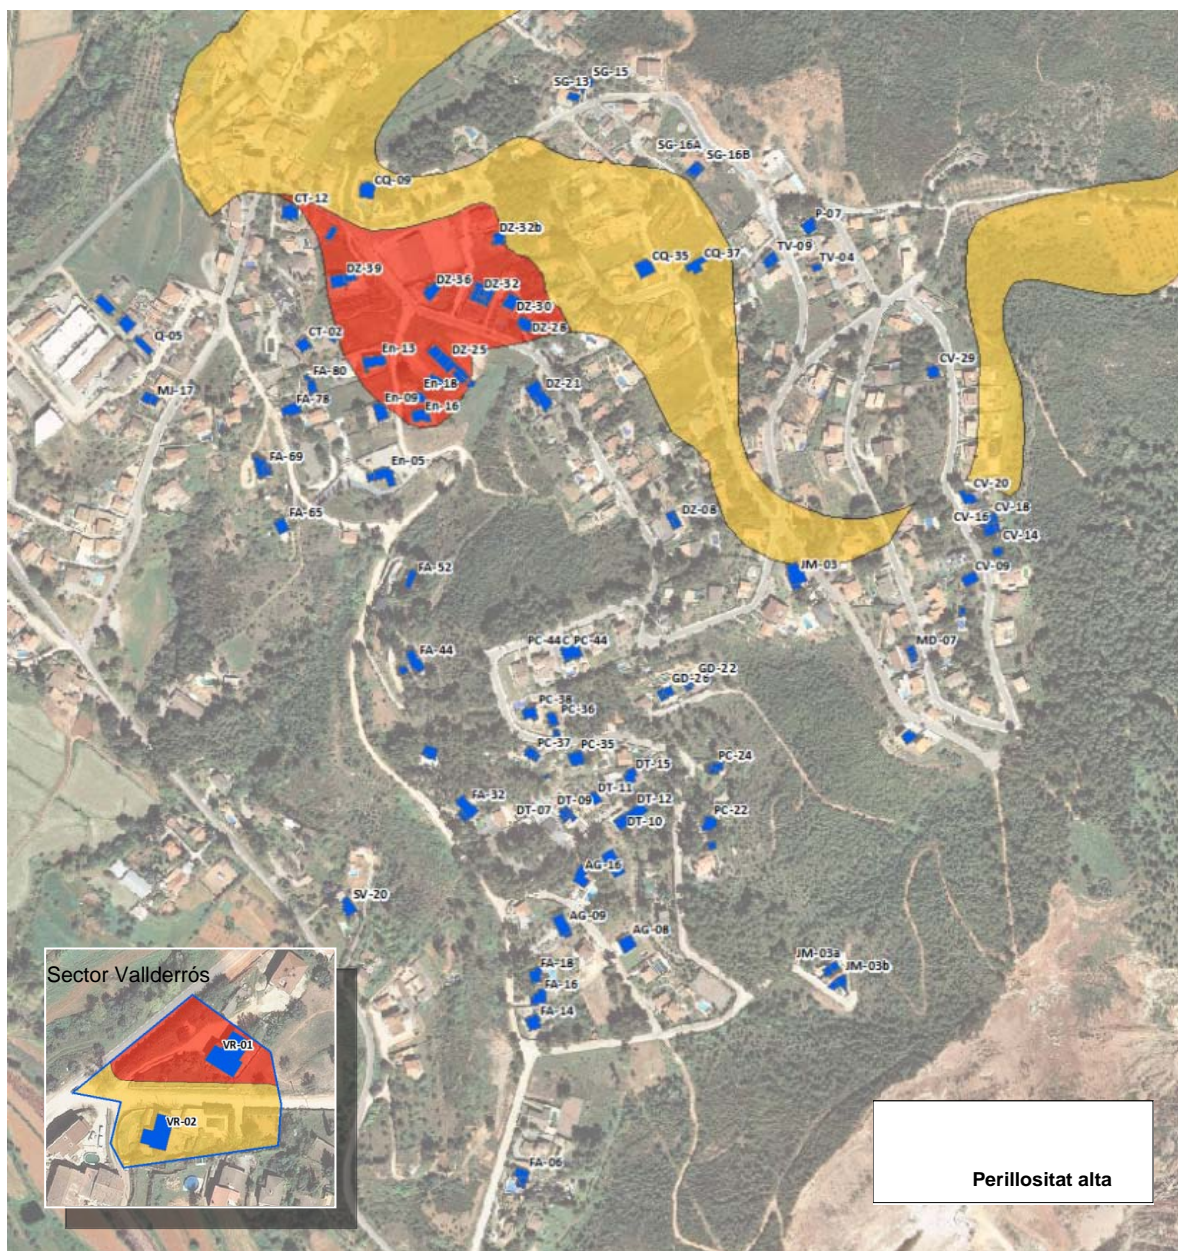 SG-15
SG-13
SG-16A
SG-16B
CQ-09
CT-12
P-07
DZ-32b
CQ-35
CQ-37
TV-09
TV-04
DZ-39
DZ-36
DZ-32
DZ-30
DZ-28
Q-05
CT-02
En-13
DZ-25
CV-29
FA-80
En-18
DZ-21
MJ-17
FA-78
En-09
En-16
FA-69
En-05
CV-20
FA-65
DZ-08
CV-16
CV-18
CV-14
FA-52
JM-03
CV-09
FA-44
PC-44C
PC-44
MD-07
GD-22
GD-26
PC-38
PC-36
PC-37
PC-35
PC-24
DT-15
DT-11
FA-32
DT-07
DT-09
DT-12
DT-10
PC-22
AG-16
SV-20
AG-09
AG-08
JM-03a
JM-03b
FA-18
FA-16
FA-14
FA-06
Sector Vallderrós
VR-01
VR-02
Perillositat alta